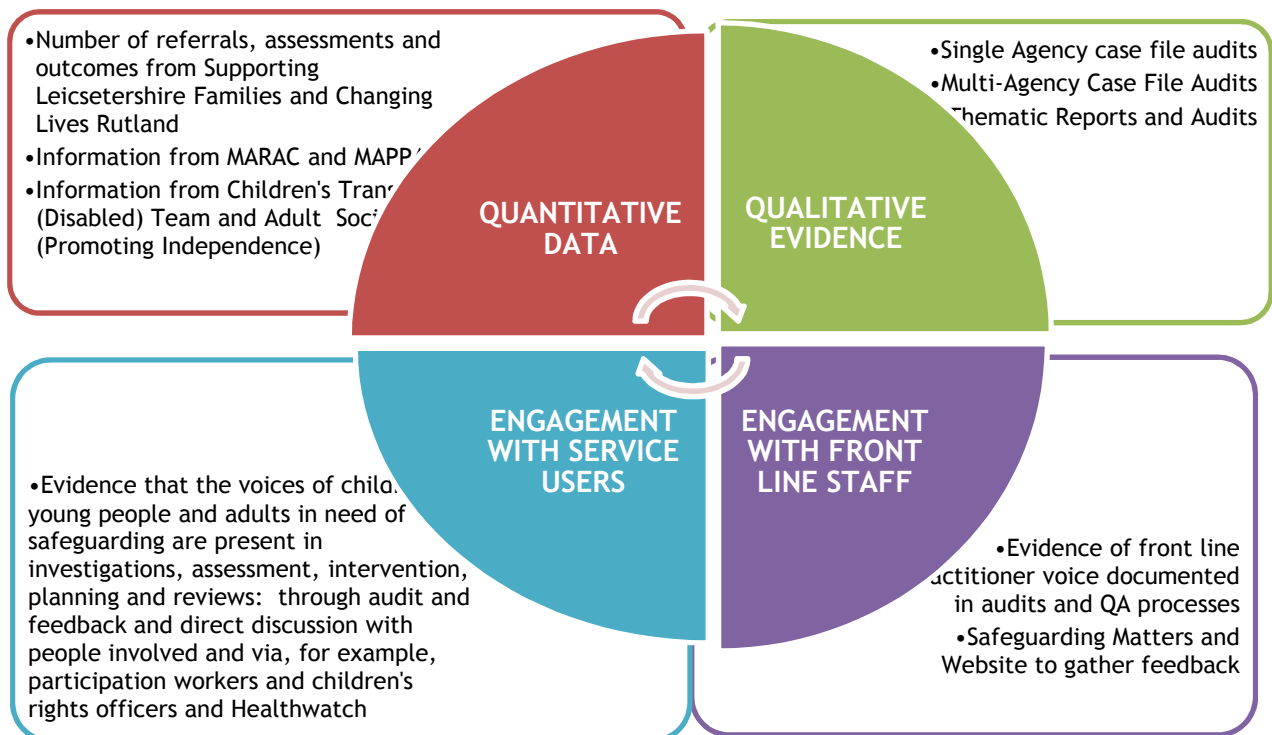 •Number of referrals, assessments and
outcomes from Supporting
Leicsetershire Families and Changing
Lives Rutland
•Information from MARAC and
•Information from Children's
(Disabled) Team and Adult
(Promoting Independence)
QUANTITATIVE
DATA
•Single Agency case file audits
•Multi-Agency Case File Audits
Thematic Reports and Audits
QUALITATIVE
EVIDENCE
•Evidence that the voices of
young people and adults in need of
safeguarding are present in
investigations, assessment, intervention,
planning and reviews: through audit and
feedback and direct discussion with
people involved and via, for example,
participation workers and children's
rights officers and Healthwatch
ENGAGEMENT
WITH SERVICE
USERS
ENGAGEMENT
WITH FRONT
LINE STAFF
•Evidence of front line
voice documented
in audits and QA processes
•Safeguarding Matters and
Website to gather feedback